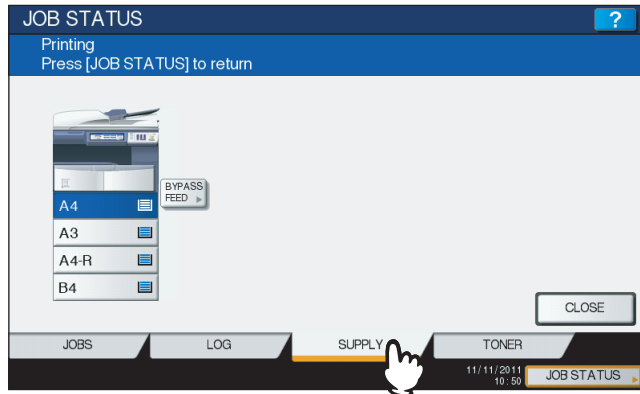 JOB STATUS
?
Printing
Press [JOB STATUS] to return
BYPASS
FEED
A4
A3
A4-R
B4
CLOSE
JOBS LOG SUPPLY TONER
11/11/2011
10:50
JOB STATUS